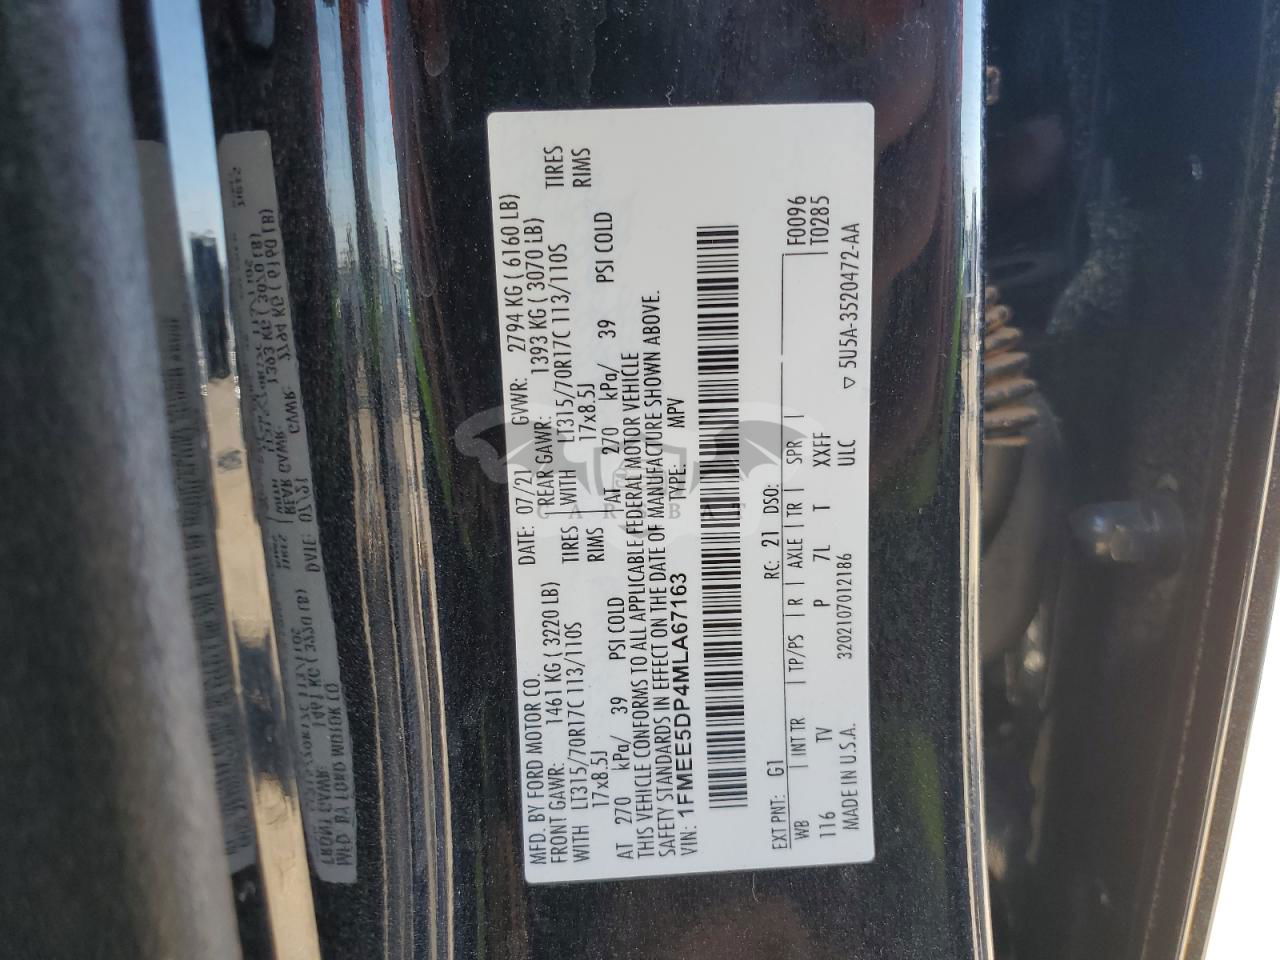 MFD. BY FORD MOTOR CO. DATE: 07/21 GVWR: 2794 KG ( 6160 LB)
FRONT GAWR: 1461 KG ( 3220 LB) REAR GAWR: 1393 KG ( 3070 LB)
WITH LT315/70R17C 113/110S TIRES WITH LT315/70R17C 113/110S TIRES
17x8.5J RIMS 17x8.5J RIMS
AT 270 kPa/ 39 PSI COLD AT 270 kPa/ 39 PSI COLD
THIS VEHICLE CONFORMS TO ALL APPLICABLE FEDERAL MOTOR VEHICLE
SAFETY STANDARDS IN EFFECT ON THE DATE OF MANUFACTURE SHOWN ABOVE.
VIN: 1FMEE5DP4MLA67163 TYPE: MPV
CARBAT
EXT PNT: G1 RC: 21 DSO: F0096
WB INT TR TP/PS R AXLE TR SPR T0285
116 TV P 7L T XXFF
MADE IN U.S.A. 3202107012186 ULC 5U5A-3520472-AA